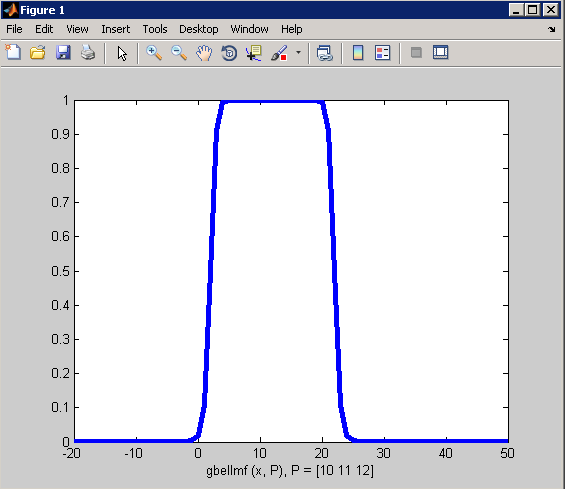 Figure 1
File Edit View Insert Tools Desktop Window Help
1
0.9
0.8
0.7
0.6
0.5
0.4
0.3
0.2
0.1
0
-20 -10 0 10 20 30 40 50
gbellmf (x, P), P = [10 11 12]